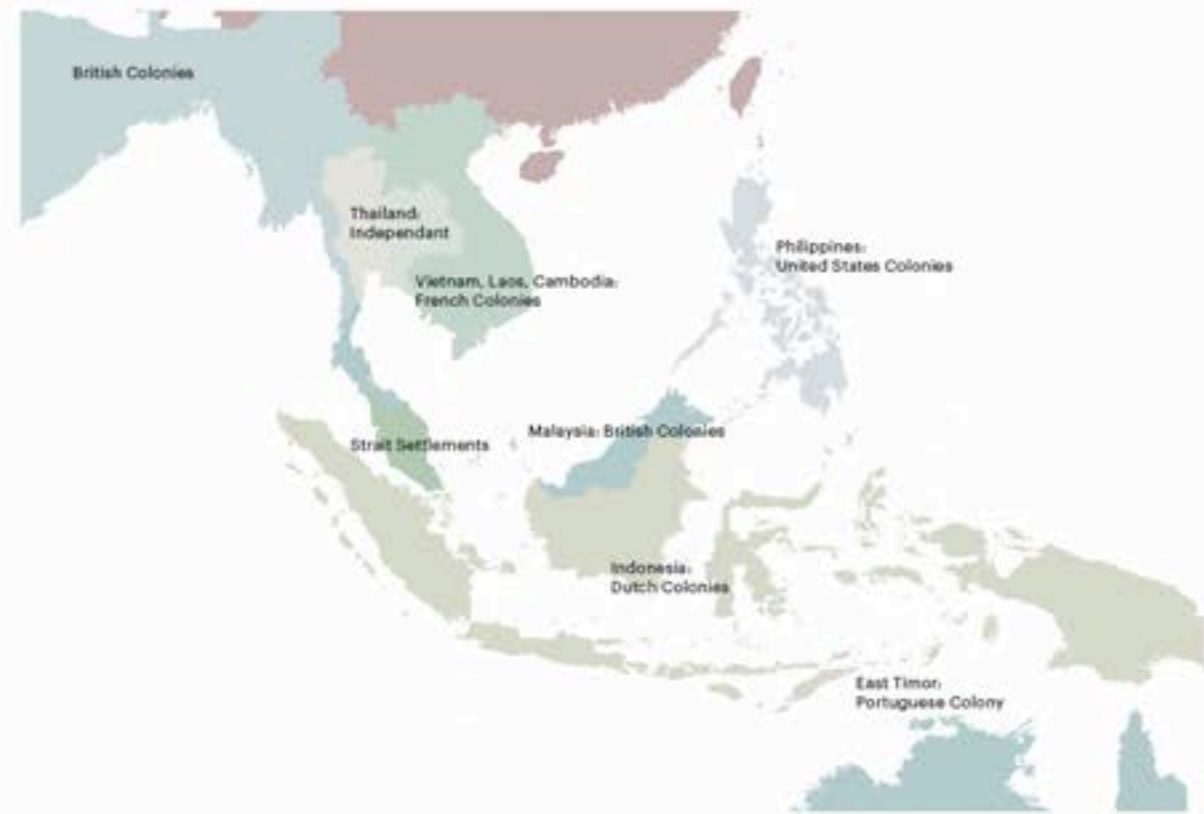 British Colonies
Thailand:
Independant
Philippines:
United States Colonies
Vietnam, Laos, Cambodia:
French Colonies
Malaysia: British Colonies
Strait Settlements
Indonesia:
Dutch Colonies
East Timor:
Portuguese Colony